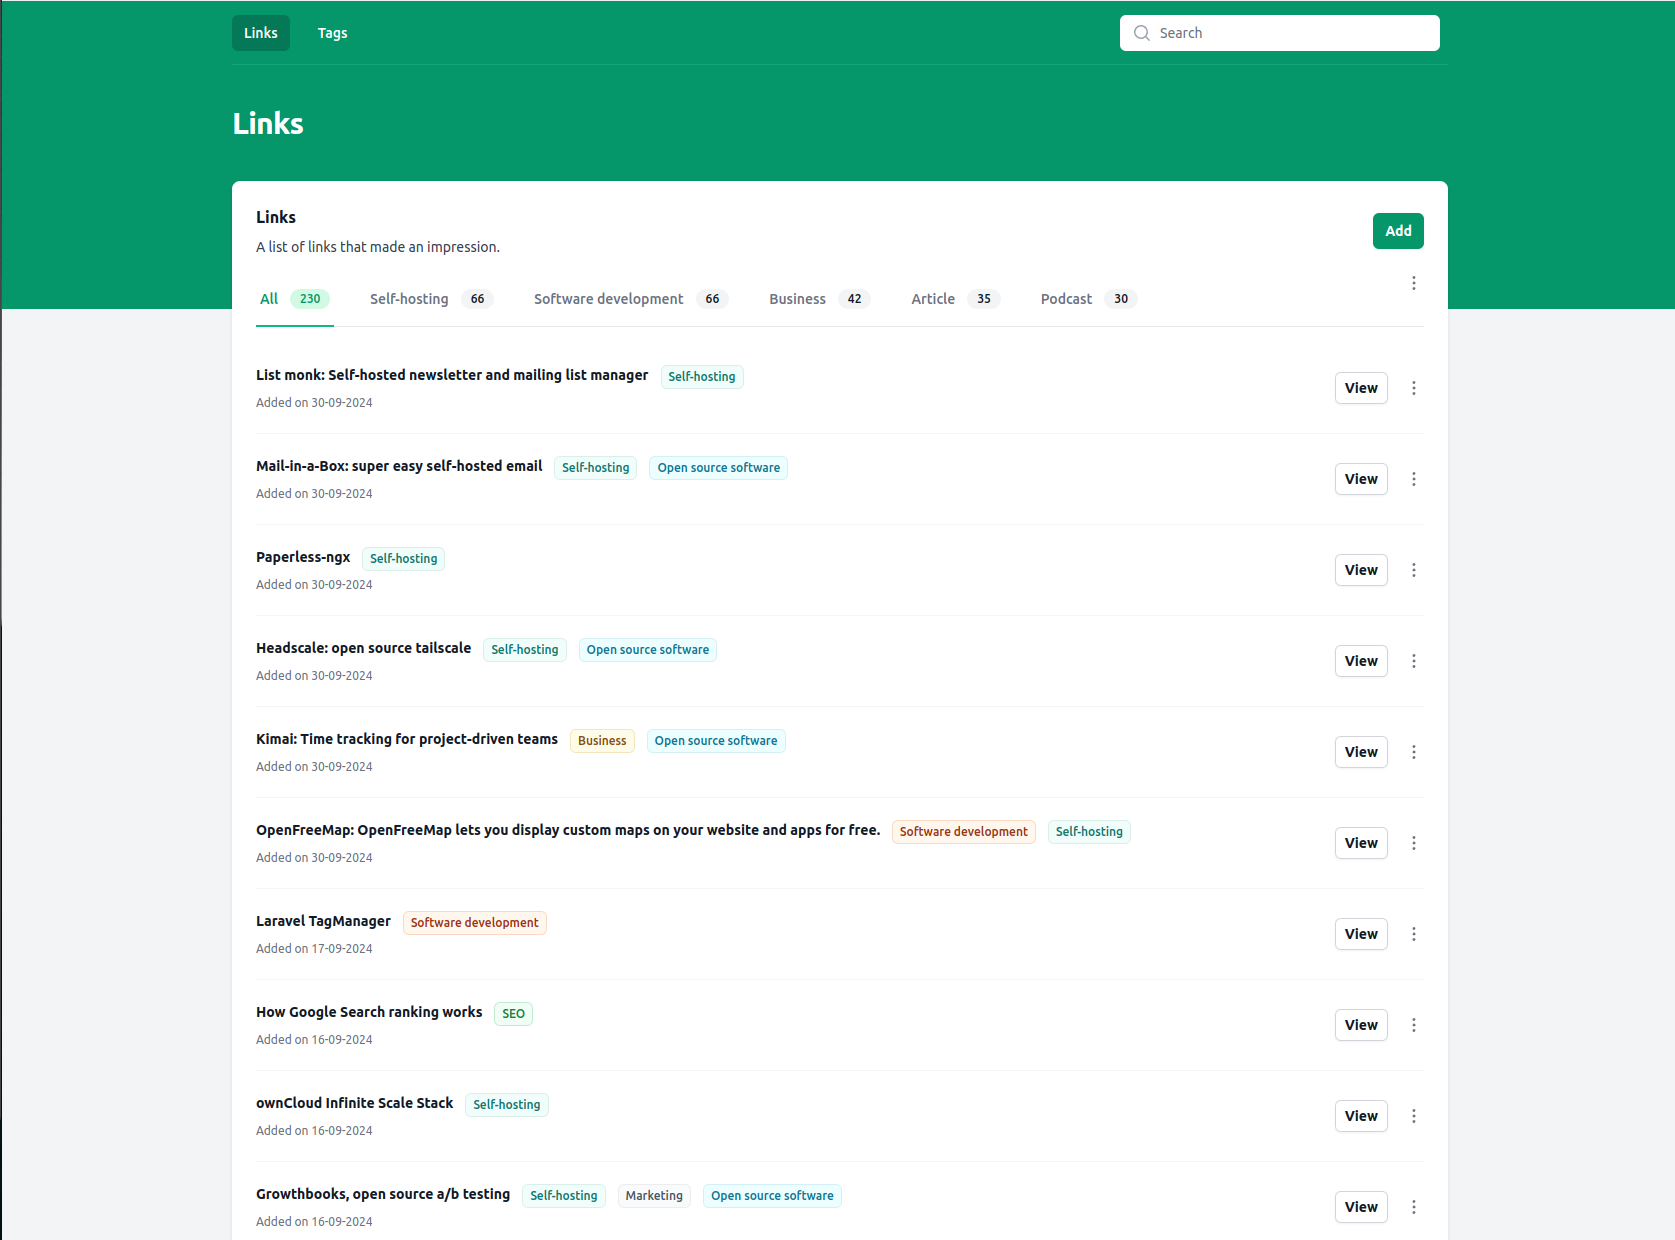 Links Tags Search
Links
Links
A list of links that made an impression.
Add
All 230 Self-hosting 66 Software development 66 Business 42 Article 35 Podcast 30
List monk: Self-hosted newsletter and mailing list manager Self-hosting
Added on 30-09-2024
View
Mail-in-a-Box: super easy self-hosted email Self-hosting Open source software
Added on 30-09-2024
View
Paperless-ngx Self-hosting
Added on 30-09-2024
View
Headscale: open source tailscale Self-hosting Open source software
Added on 30-09-2024
View
Kimai: Time tracking for project-driven teams Business Open source software
Added on 30-09-2024
View
OpenFreeMap: OpenFreeMap lets you display custom maps on your website and apps for free. Software development Self-hosting
Added on 30-09-2024
View
Laravel TagManager Software development
Added on 17-09-2024
View
How Google Search ranking works SEO
Added on 16-09-2024
View
ownCloud Infinite Scale Stack Self-hosting
Added on 16-09-2024
View
Growthbooks, open source a/b testing Self-hosting Marketing Open source software
Added on 16-09-2024
View